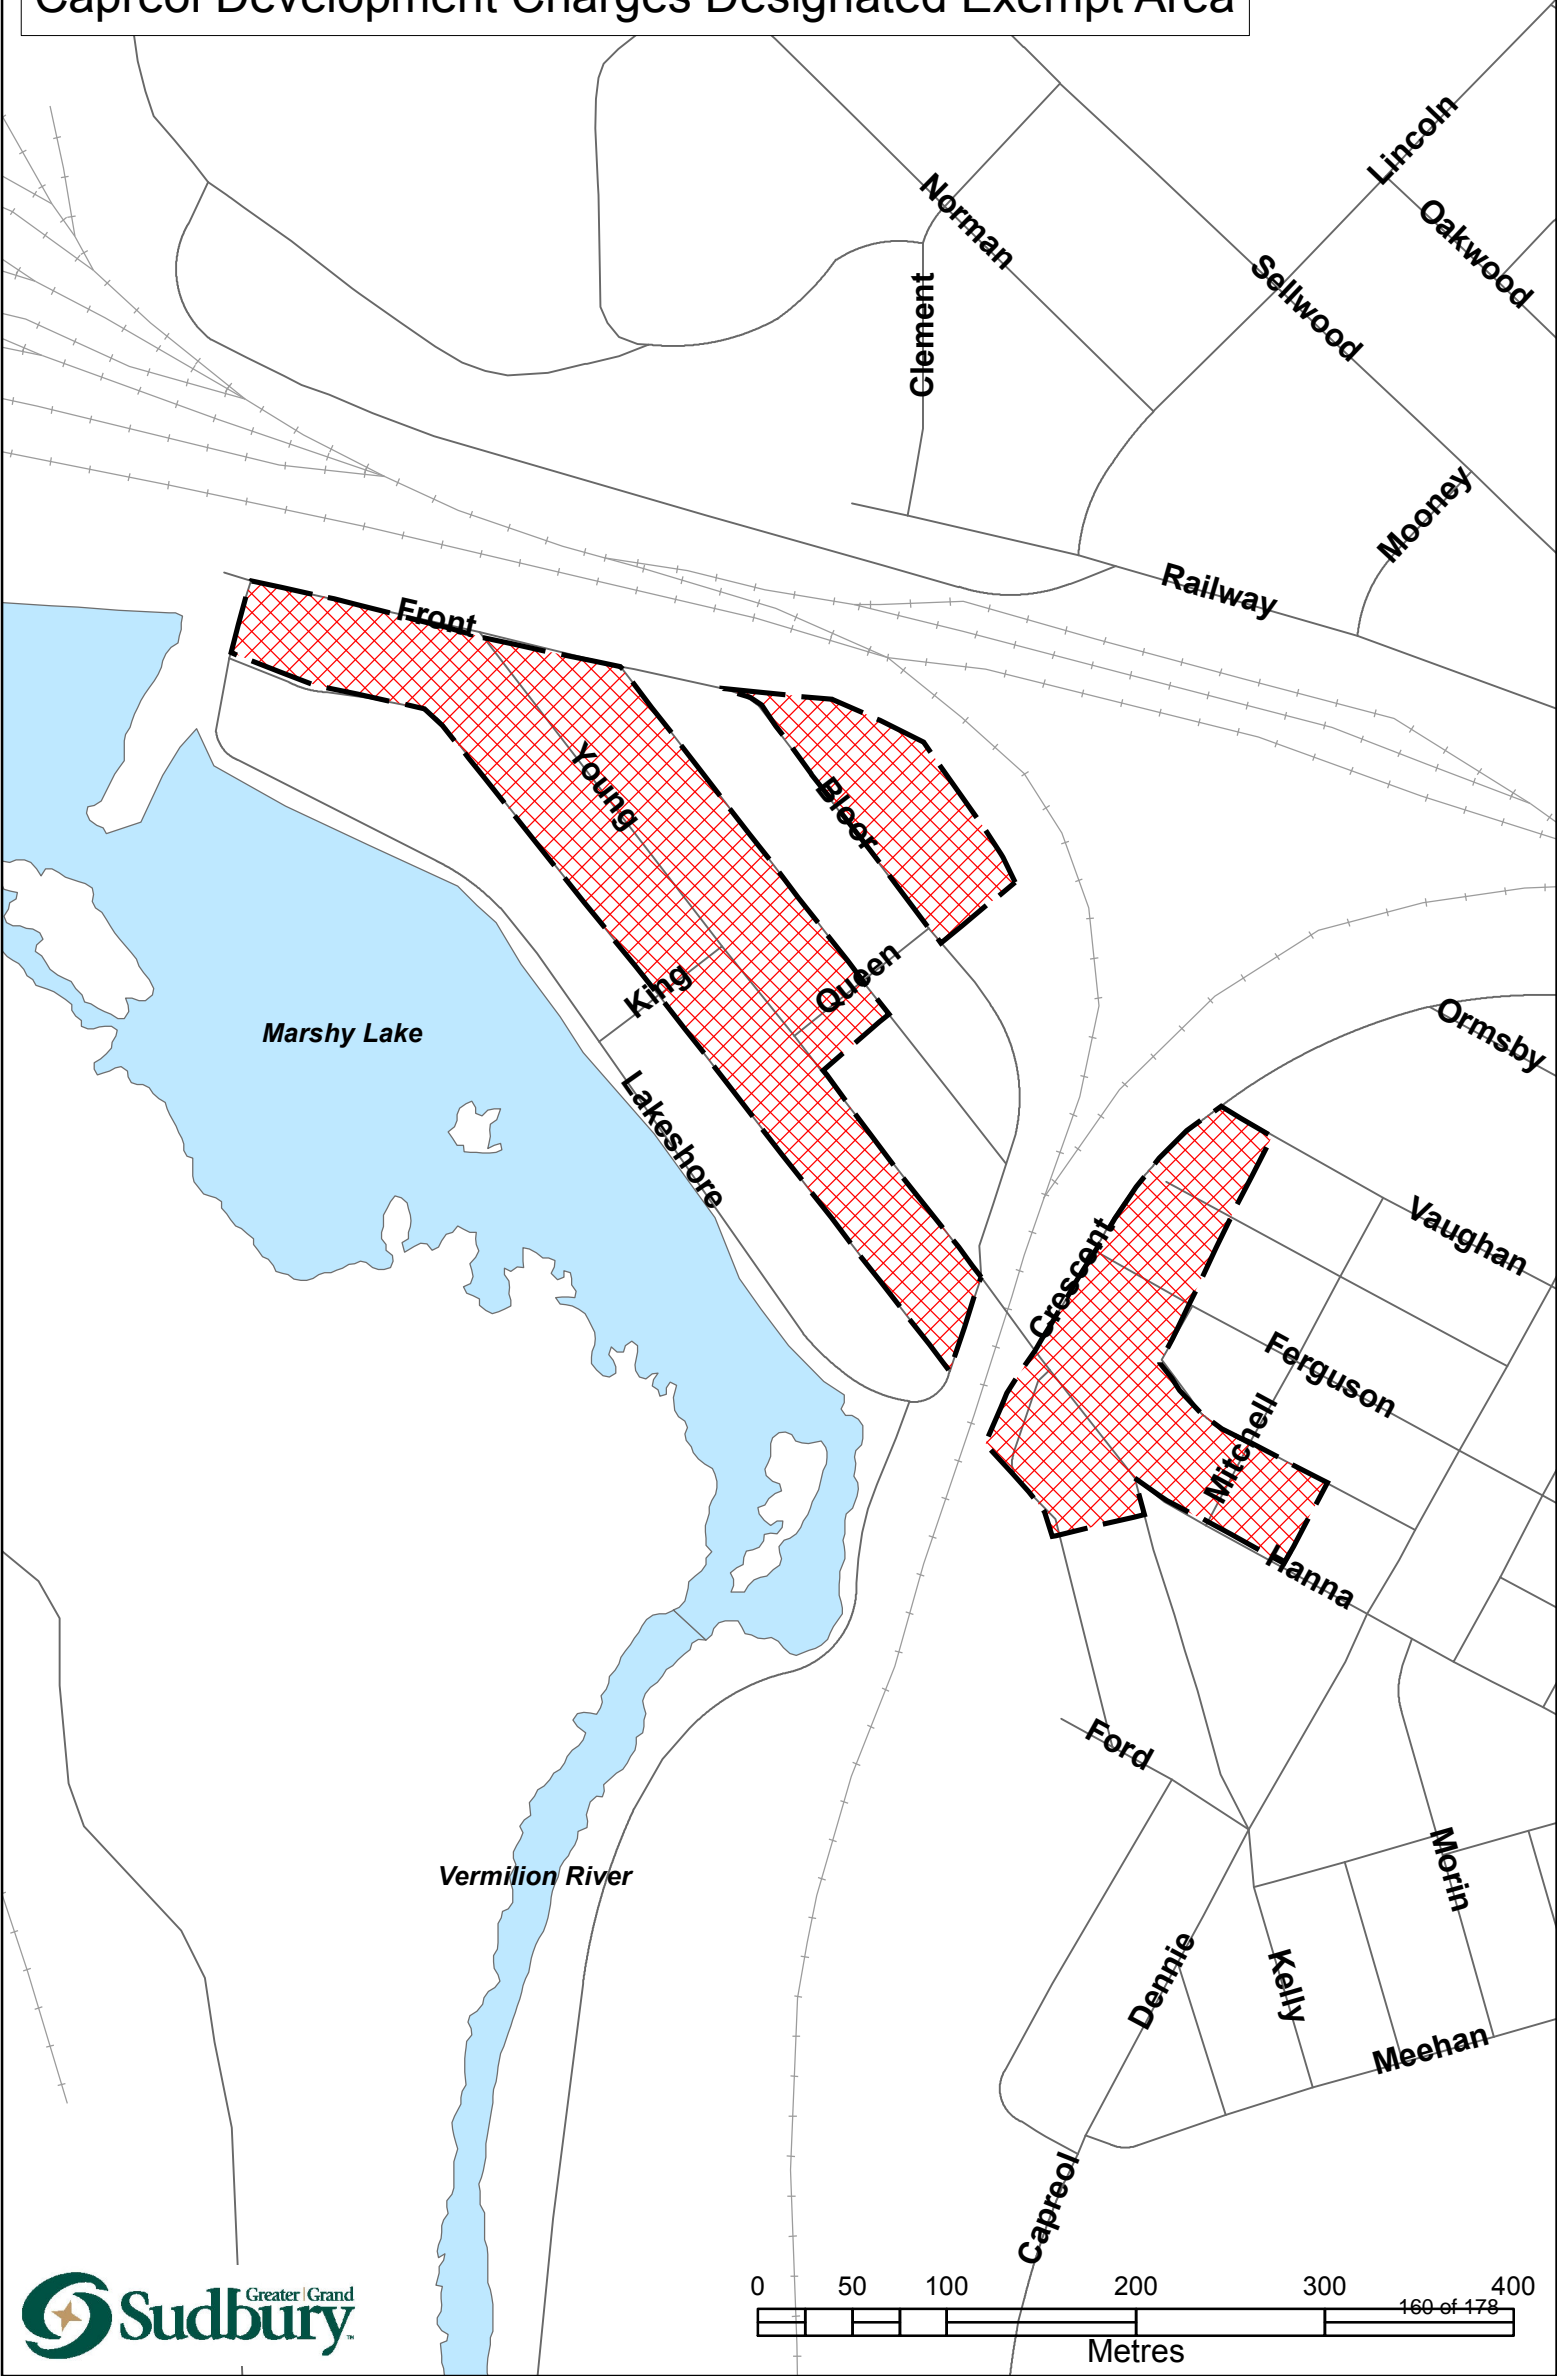 Capreol Development Charges Designated Exempt Area
Lincoln
Norman
Oakwood
Sellwood
Clement
Mooney
Railway
Front
Young
Bloor
Queen
King
Marshy Lake
Ormsby
Lakeshore
Vaughan
Crescent
Ferguson
Mitchell
Hanna
Ford
Morin
Vermilion River
Dennie
Kelly
Meehan
Capreol
Greater Grand
Sudbury
0 50 100 200 300 400
160 of 178
Metres